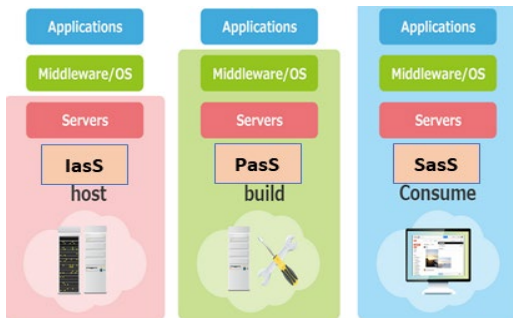 Applications
Middleware/OS
Servers
IasS
host
Applications
Middleware/OS
Servers
PasS
build
Applications
Middleware/OS
Servers
SasS
Consume